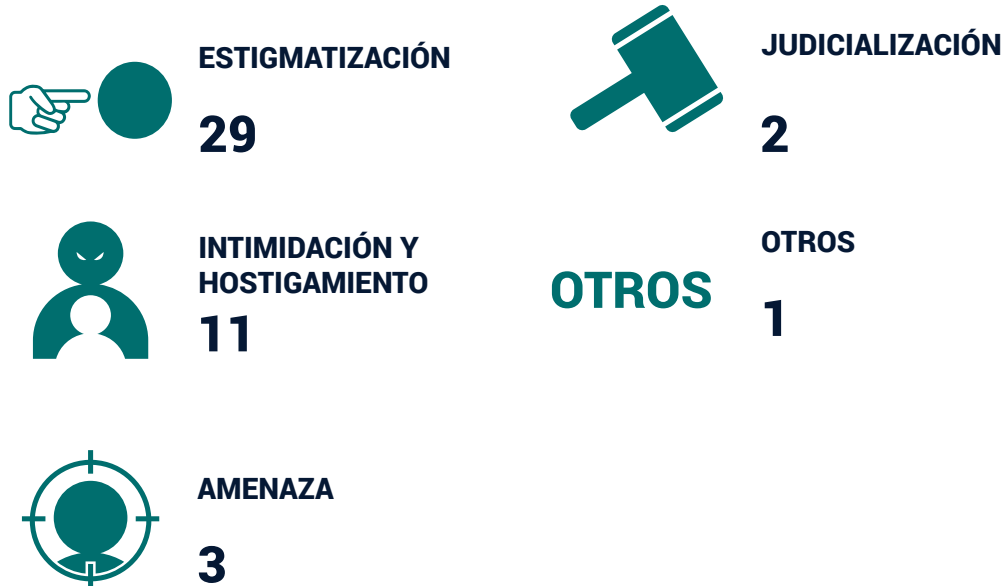 ESTIGMATIZACIÓN
29
INTIMIDACIÓN Y
HOSTIGAMIENTO
11
AMENAZA
3
JUDICIALIZACIÓN
2
OTROS
OTROS
1